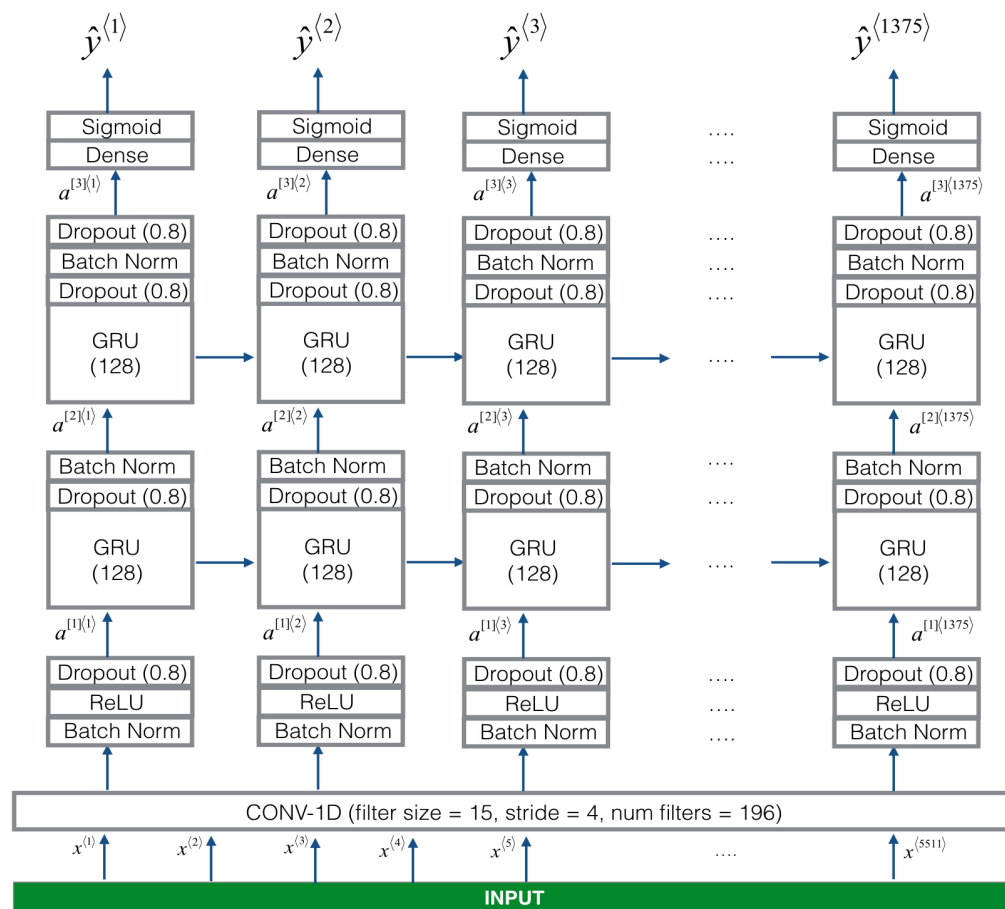 ŷ⟨1⟩ ŷ⟨2⟩ ŷ⟨3⟩ ŷ⟨1375⟩
Sigmoid Sigmoid Sigmoid .... Sigmoid
Dense Dense Dense .... Dense
a[3]⟨1⟩ a[3]⟨2⟩ a[3]⟨3⟩ a[3]⟨1375⟩
Dropout (0.8) Dropout (0.8) Dropout (0.8) .... Dropout (0.8)
Batch Norm Batch Norm Batch Norm .... Batch Norm
Dropout (0.8) Dropout (0.8) Dropout (0.8) .... Dropout (0.8)
GRU GRU GRU GRU
(128) (128) (128) .... (128)
a[2]⟨1⟩ a[2]⟨2⟩ a[2]⟨3⟩ a[2]⟨1375⟩
Batch Norm Batch Norm Batch Norm .... Batch Norm
Dropout (0.8) Dropout (0.8) Dropout (0.8) .... Dropout (0.8)
GRU GRU GRU GRU
(128) (128) (128) .... (128)
a[1]⟨1⟩ a[1]⟨2⟩ a[1]⟨3⟩ a[1]⟨1375⟩
Dropout (0.8) Dropout (0.8) Dropout (0.8) .... Dropout (0.8)
ReLU ReLU ReLU .... ReLU
Batch Norm Batch Norm Batch Norm .... Batch Norm
CONV-1D (filter size = 15, stride = 4, num filters = 196)
x⟨1⟩ x⟨2⟩ x⟨3⟩ x⟨4⟩ x⟨5⟩ .... x⟨5511⟩
INPUT